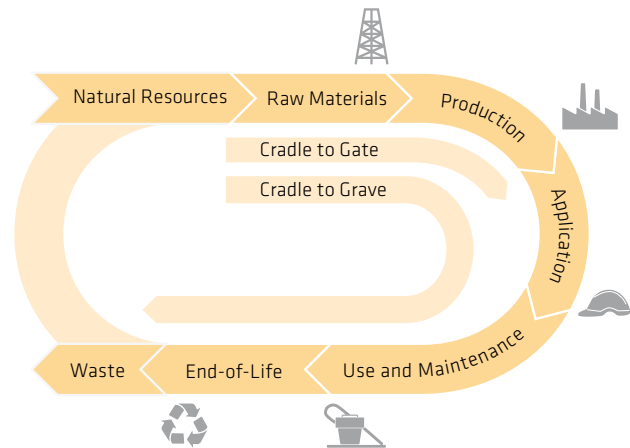 Natural Resources
Raw Materials
Production
Cradle to Gate
Cradle to Grave
Application
Use and Maintenance
End-of-Life
Waste